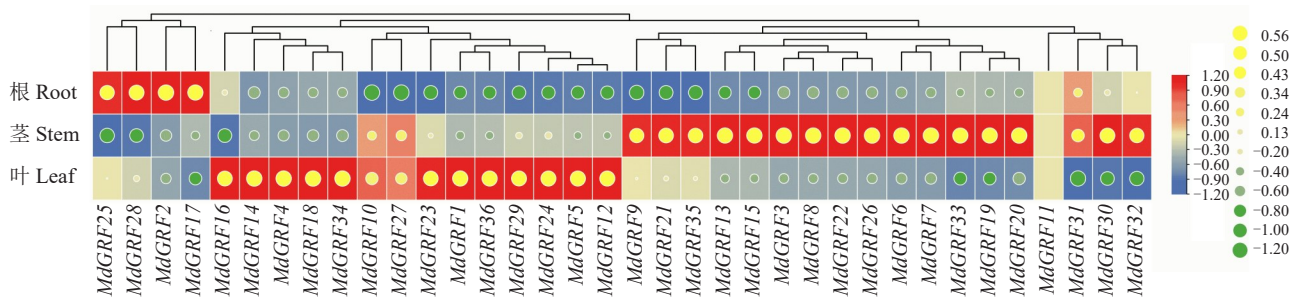 根 Root
茎 Stem
叶 Leaf
MdGRF25
MdGRF28
MdGRF2
MdGRF17
MdGRF16
MdGRF14
MdGRF4
MdGRF18
MdGRF34
MdGRF10
MdGRF27
MdGRF23
MdGRF1
MdGRF36
MdGRF29
MdGRF24
MdGRF5
MdGRF12
MdGRF9
MdGRF21
MdGRF35
MdGRF13
MdGRF15
MdGRF3
MdGRF8
MdGRF22
MdGRF26
MdGRF6
MdGRF7
MdGRF33
MdGRF19
MdGRF20
MdGRF11
MdGRF31
MdGRF30
MdGRF32
1.20
0.90
0.60
0.30
0.00
−0.30
−0.60
−0.90
−1.20
0.56
0.50
0.43
0.34
0.24
0.13
−0.20
−0.40
−0.60
−0.80
−1.00
−1.20